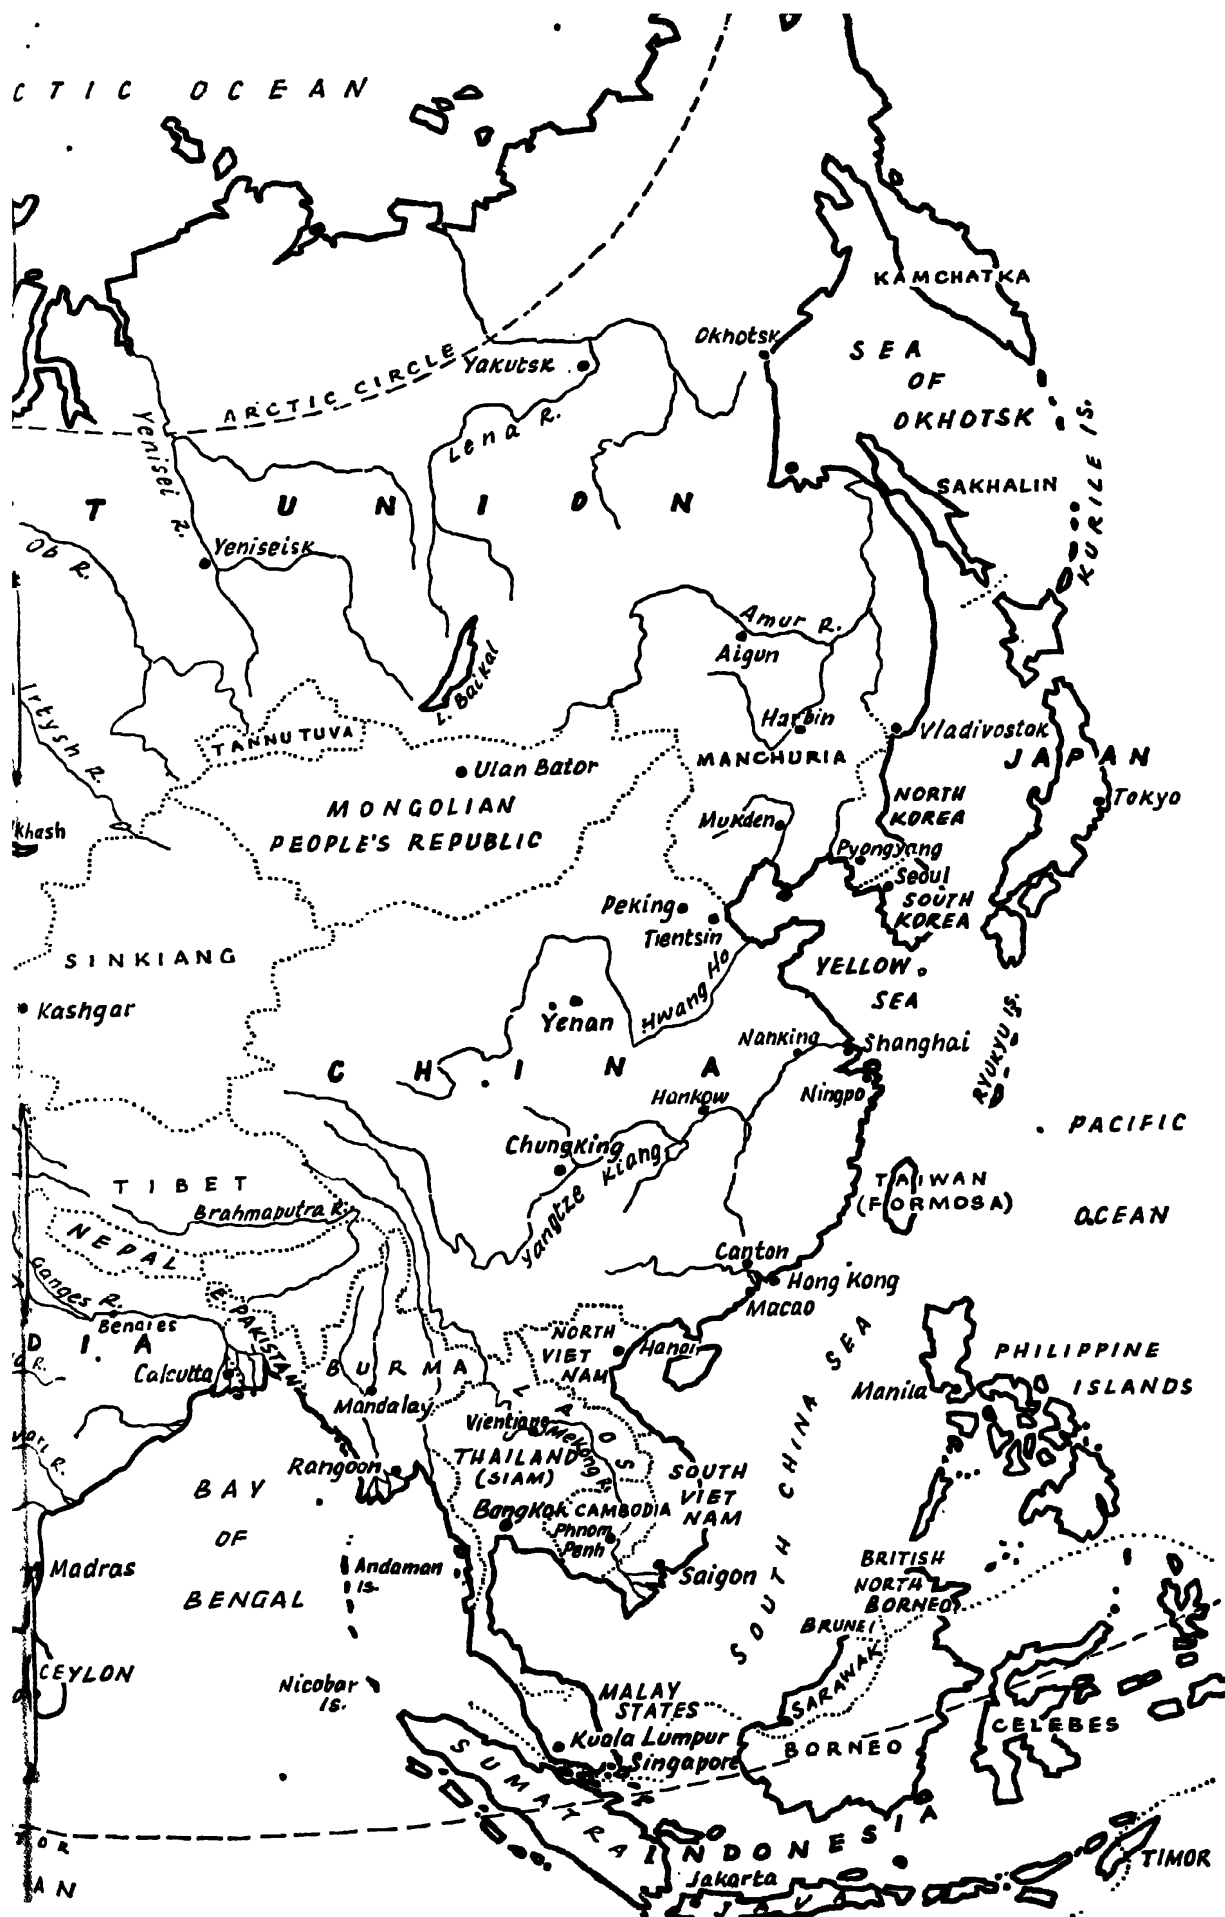 CTIC OCEAN
KAMCHATKA
Okhotsk
SEA
OF
OKHOTSK
ARCTIC CIRCLE
Yakutsk
Lena R.
Yenisei R.
KURILE IS.
SAKHALIN
T UNION
Ob R.
Yeniseisk
Amur R.
Aigun
L. Baikal
Irtysh R.
TANNU TUVA
Harbin
Vladivostok
MANCHURIA
JAPAN
Ulan Bator
MONGOLIAN
PEOPLE'S REPUBLIC
NORTH
KOREA
Tokyo
Mukden
khash
Pyongyang
Seoul
SOUTH
KOREA
Peking
Tientsin
SINKIANG
YELLOW
SEA
Hwang Ho
Kashgar
Yenan
RYUKYU IS.
Nanking
Shanghai
CHINA
Hankow
Ningpo
PACIFIC
OCEAN
Chungking
Yangtze Kiang
TIBET
Brahmaputra R.
TAIWAN
(FORMOSA)
NEPAL
Ganges R.
E. PAKISTAN
Canton
Hong Kong
Macao
Benares
DIA
Calcutta
BURMA
Mandalay
NORTH
VIET
NAM
Hanoi
SOUTH CHINA SEA
PHILIPPINE
ISLANDS
Manila
LAOS
Vientiane
Mekong R.
THAILAND
(SIAM)
vari R.
Rangoon
BAY
OF
BENGAL
SOUTH
VIET
NAM
Bangkok
CAMBODIA
Phnom
Penh
Saigon
Madras
Andaman
Is.
BRITISH
NORTH
BORNEO
BRUNEI
SARAWAK
CEYLON
Nicobar
Is.
MALAY
STATES
Kuala Lumpur
Singapore
BORNEO
CELEBES
SUMATRA
INDONESIA
Jakarta
JAVA
TIMOR
TOR
AN